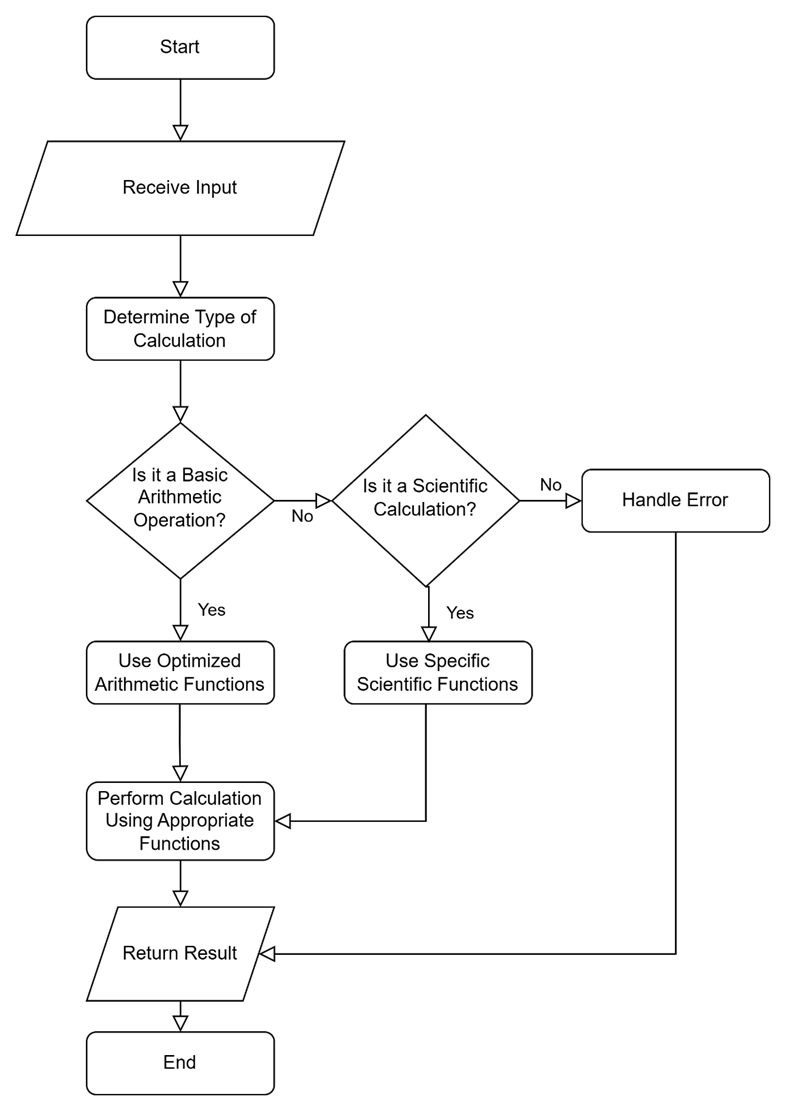 Start
Receive Input
Determine Type of
Calculation
Is it a Basic
Arithmetic
Operation?
No
Is it a Scientific
Calculation?
No
Handle Error
Yes
Yes
Use Optimized
Arithmetic Functions
Use Specific
Scientific Functions
Perform Calculation
Using Appropriate
Functions
Return Result
End